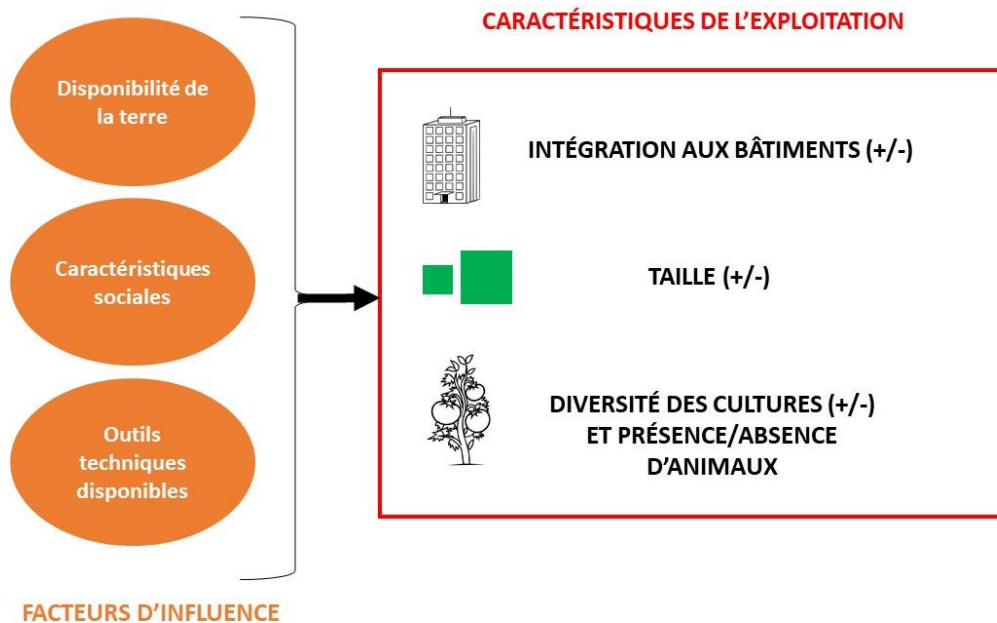 CARACTÉRISTIQUES DE L’EXPLOITATION
Disponibilité de
la terre
Caractéristiques
sociales
Outils
techniques
disponibles
FACTEURS D’INFLUENCE
INTÉGRATION AUX BÂTIMENTS (+/-)
TAILLE (+/-)
DIVERSITÉ DES CULTURES (+/-)
ET PRÉSENCE/ABSENCE
D’ANIMAUX